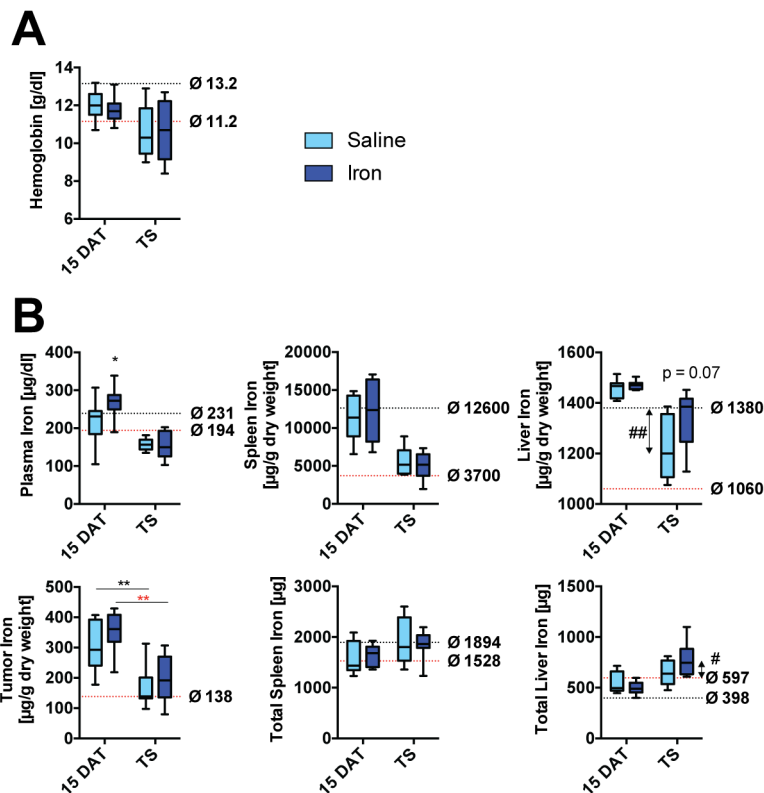 A
Hemoglobin [g/dl]
14
12
10
8
6
Ø 13.2
Ø 11.2
15 DAT
TS
Saline
Iron
B
Plasma Iron [µg/dl]
400
300
200
100
0
*
Ø 231
Ø 194
15 DAT
TS
Spleen Iron
[µg/g dry weight]
20000
15000
10000
5000
0
Ø 12600
Ø 3700
15 DAT
TS
Liver Iron
[µg/g dry weight]
1600
1400
1200
1000
p = 0.07
##
Ø 1380
Ø 1060
15 DAT
TS
Tumor Iron
[µg/g dry weight]
500
400
300
200
100
0
**
**
Ø 138
15 DAT
TS
Total Spleen Iron [µg]
3000
2000
1000
0
Ø 1894
Ø 1528
15 DAT
TS
Total Liver Iron [µg]
1500
1000
500
0
#
Ø 597
Ø 398
15 DAT
TS